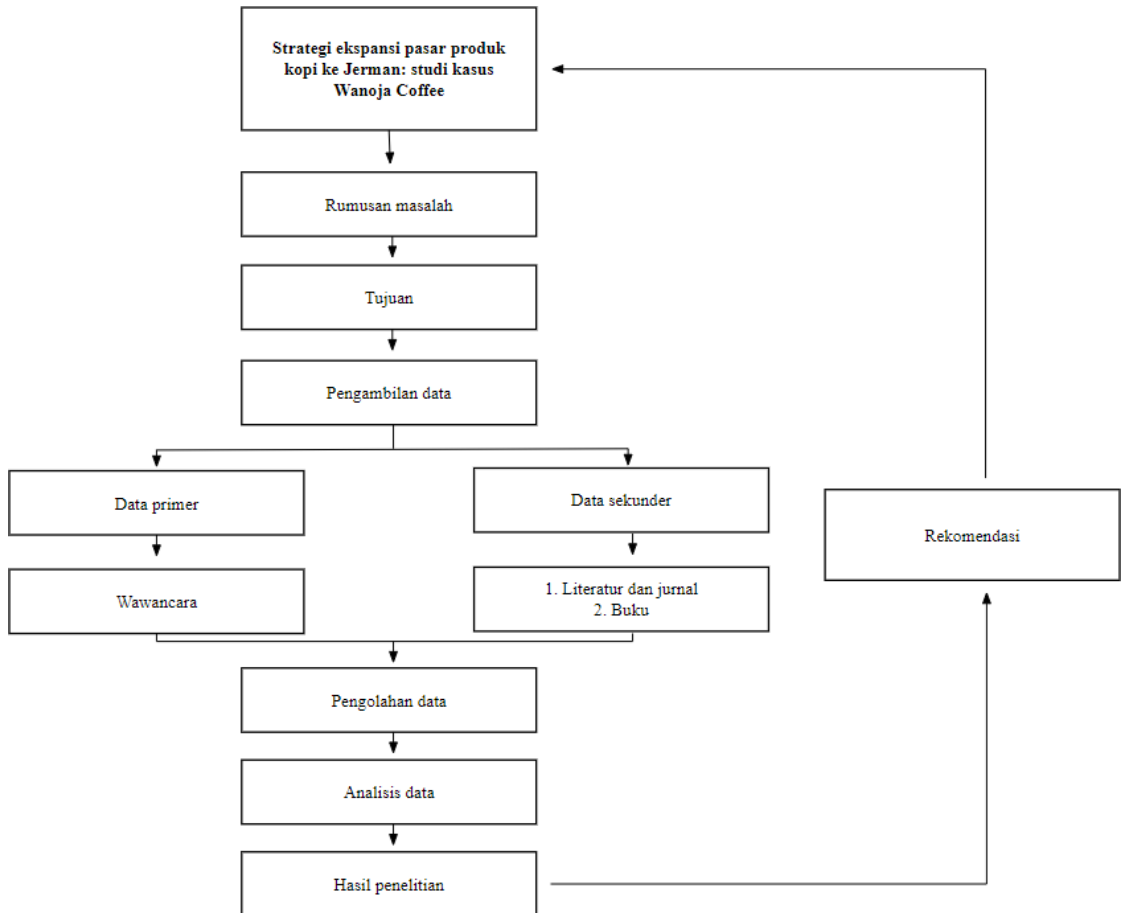 Strategi ekspansi pasar produk
kopi ke Jerman: studi kasus
Wanoja Coffee
Rumusan masalah
Tujuan
Pengambilan data
Data primer
Data sekunder
Rekomendasi
Wawancara
1. Literatur dan jurnal
2. Buku
Pengolahan data
Analisis data
Hasil penelitian